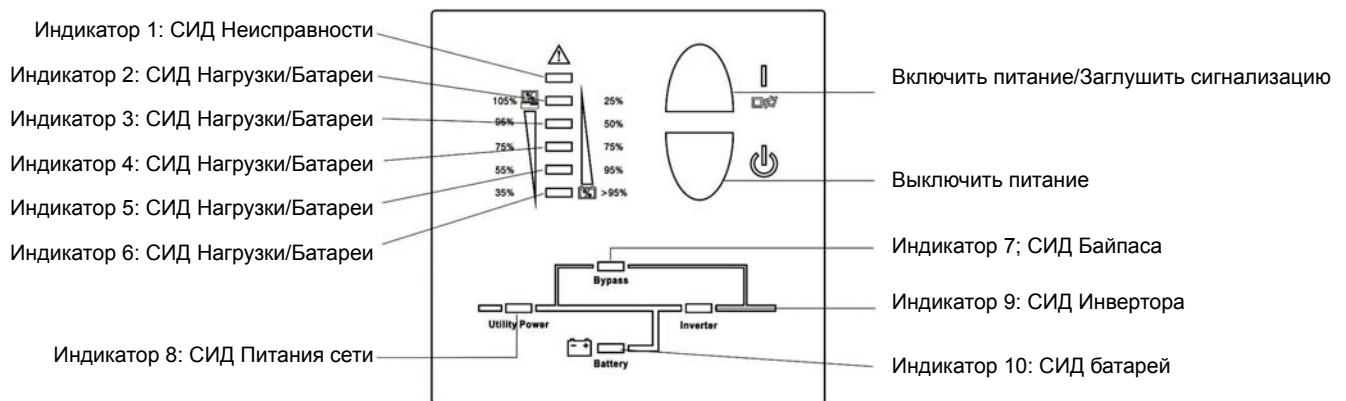 Индикатор 1: СИД Неисправности
Индикатор 2: СИД Нагрузки/Батареи
Индикатор 3: СИД Нагрузки/Батареи
Индикатор 4: СИД Нагрузки/Батареи
Индикатор 5: СИД Нагрузки/Батареи
Индикатор 6: СИД Нагрузки/Батареи
Индикатор 8: СИД Питания сети
105% 25%
95% 50%
75% 75%
55% 95%
35% % >95%
Bypass
Utility Power
Inverter
Battery
Включить питание/Заглушить сигнализацию
Выключить питание
Индикатор 7; СИД Байпаса
Индикатор 9: СИД Инвертора
Индикатор 10: СИД батарей